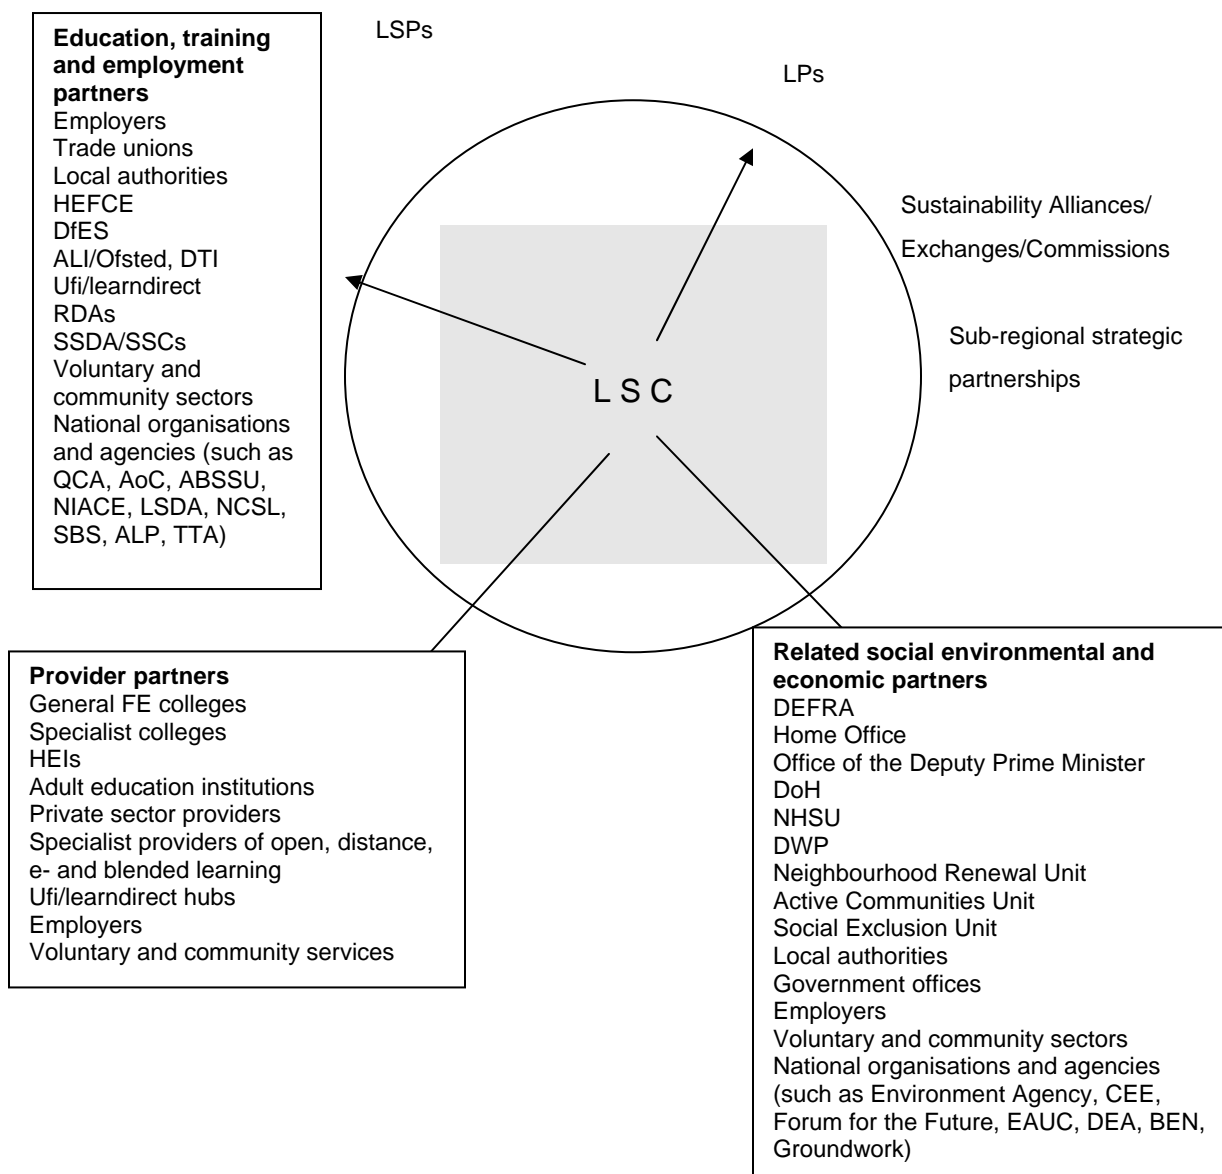 Education, training
and employment
partners
Employers
Trade unions
Local authorities
HEFCE
DfES
ALI/Ofsted, DTI
Ufi/learndirect
RDAs
SSDA/SSCs
Voluntary and
community sectors
National organisations
and agencies (such as
QCA, AoC, ABSSU,
NIACE, LSDA, NCSL,
SBS, ALP, TTA)
LSPs
LPs
Sustainability Alliances/
Exchanges/Commissions
Sub-regional strategic
partnerships
L S C
Provider partners
General FE colleges
Specialist colleges
HEIs
Adult education institutions
Private sector providers
Specialist providers of open, distance,
e- and blended learning
Ufi/learndirect hubs
Employers
Voluntary and community services
Related social environmental and
economic partners
DEFRA
Home Office
Office of the Deputy Prime Minister
DoH
NHSU
DWP
Neighbourhood Renewal Unit
Active Communities Unit
Social Exclusion Unit
Local authorities
Government offices
Employers
Voluntary and community sectors
National organisations and agencies
(such as Environment Agency, CEE,
Forum for the Future, EAUC, DEA, BEN,
Groundwork)